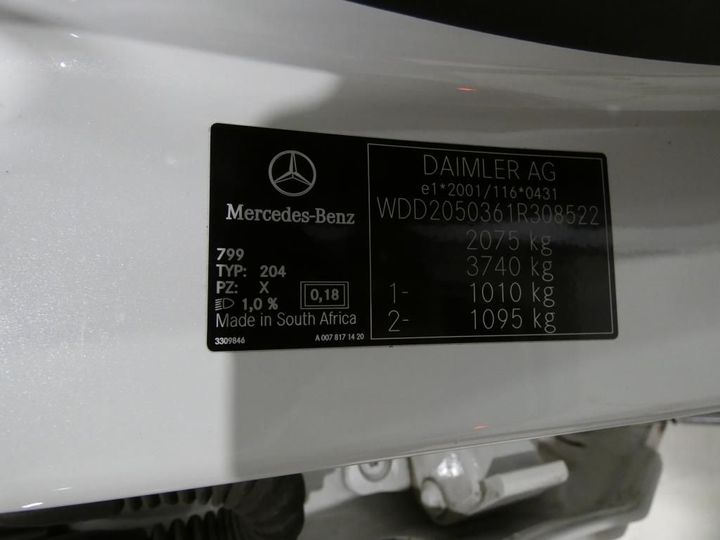 Mercedes-Benz
799
TYP: 204
PZ: X
1,0 %
0,18
Made in South Africa
3309846
A 007 817 14 20
DAIMLER AG
e1*2001/116*0431
WDD2050361R308522
2075 kg
3740 kg
1- 1010 kg
2- 1095 kg